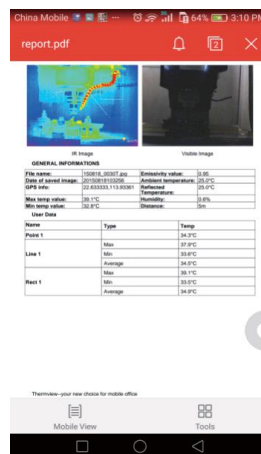 China Mobile 64% 3:10 PM
report.pdf 2
IR Image Visible Image
GENERAL INFORMATIONS
File name: 150818_0030T.jpg Emissivity value: 0.95
Date of saved image: 20150818103256 Ambient temperature: 25.0°C
GPS info: 22.633333,113.93361 Reflected Temperature: 25.0°C
Humidity: 0.6%
Max temp value: 39.1°C
Min temp value: 32.8°C Distance: 5m
User Data
Name Type Temp
Point 1 34.3°C
Line 1 Max 37.9°C
Min 33.6°C
Average 34.5°C
Rect 1 Max 39.1°C
Min 33.5°C
Average 34.9°C
Thermview-your new choice for mobile office
Mobile View Tools